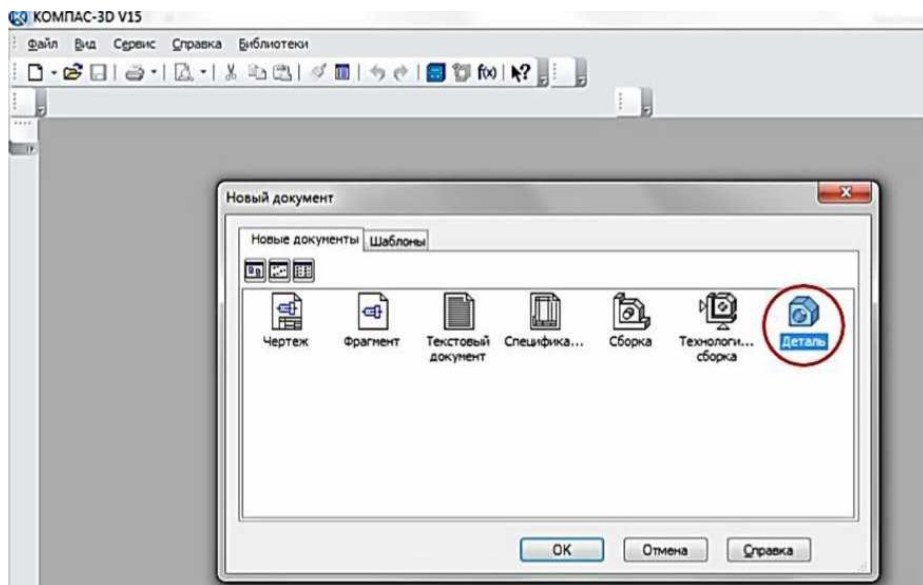 КОМПАС-3D V15
Файл Вид Сервис Справка Библиотеки
f(x)
Новый документ
Новые документы Шаблоны
Чертеж Фрагмент Текстовый документ Специфика... Сборка Технологи... сборка Деталь
OK Отмена Справка